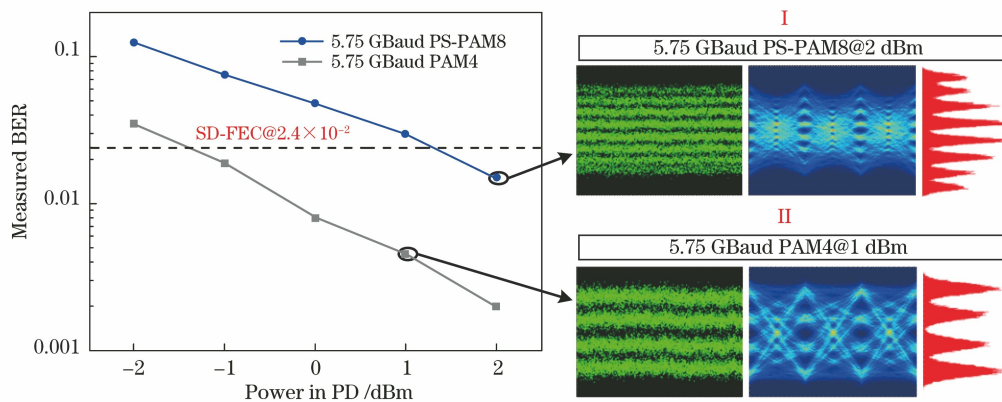 Measured BER
0.1
0.01
0.001
5.75 GBaud PS-PAM8
5.75 GBaud PAM4
SD-FEC@2.4×10⁻²
−2
−1
0
1
2
Power in PD /dBm
I
5.75 GBaud PS-PAM8@2 dBm
II
5.75 GBaud PAM4@1 dBm